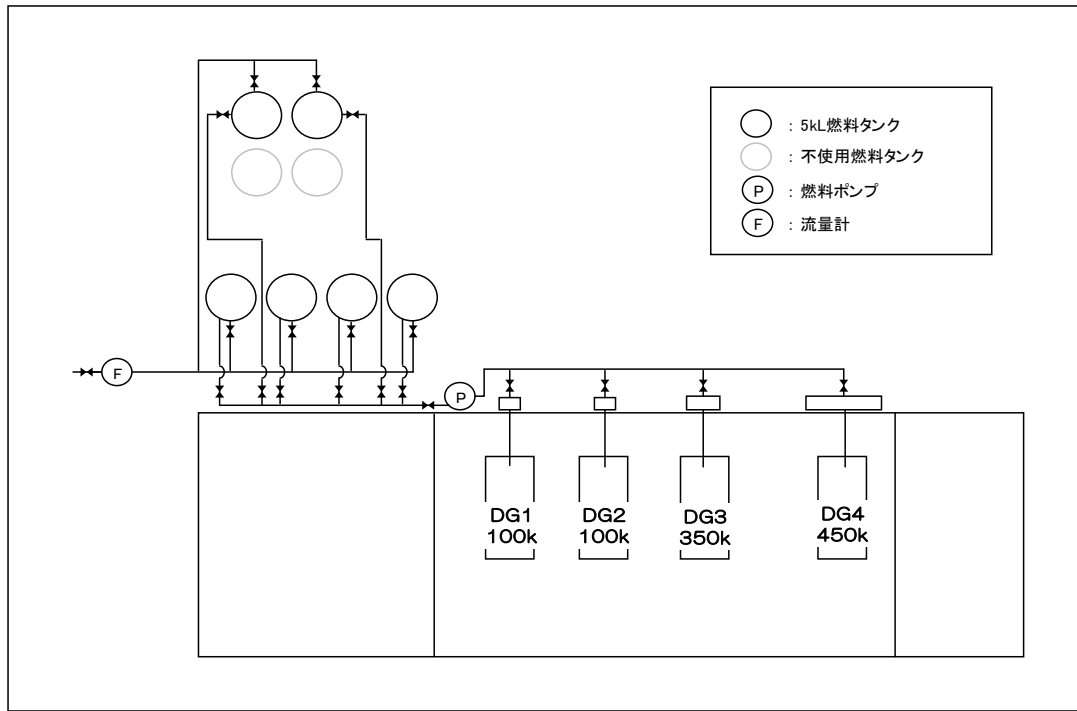 : 5kL燃料タンク
: 不使用燃料タンク
P : 燃料ポンプ
F : 流量計
F
P
DG1
100k
DG2
100k
DG3
350k
DG4
450k